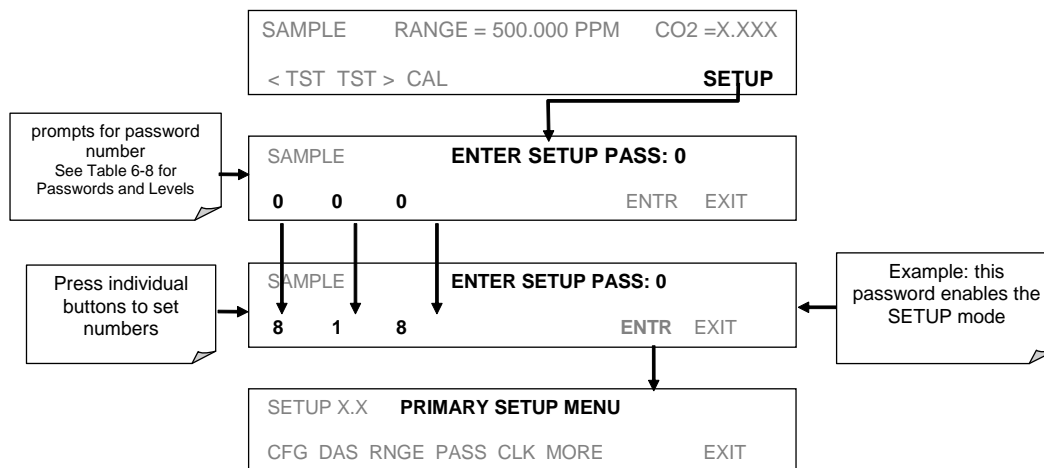 SAMPLE RANGE = 500.000 PPM CO2 =X.XXX
< TST TST > CAL SETUP
prompts for password
number
See Table 6-8 for
Passwords and Levels
SAMPLE ENTER SETUP PASS: 0
0 0 0 ENTR EXIT
Press individual
buttons to set
numbers
SAMPLE ENTER SETUP PASS: 0
8 1 8 ENTR EXIT
Example: this
password enables the
SETUP mode
SETUP X.X PRIMARY SETUP MENU
CFG DAS RNGE PASS CLK MORE EXIT